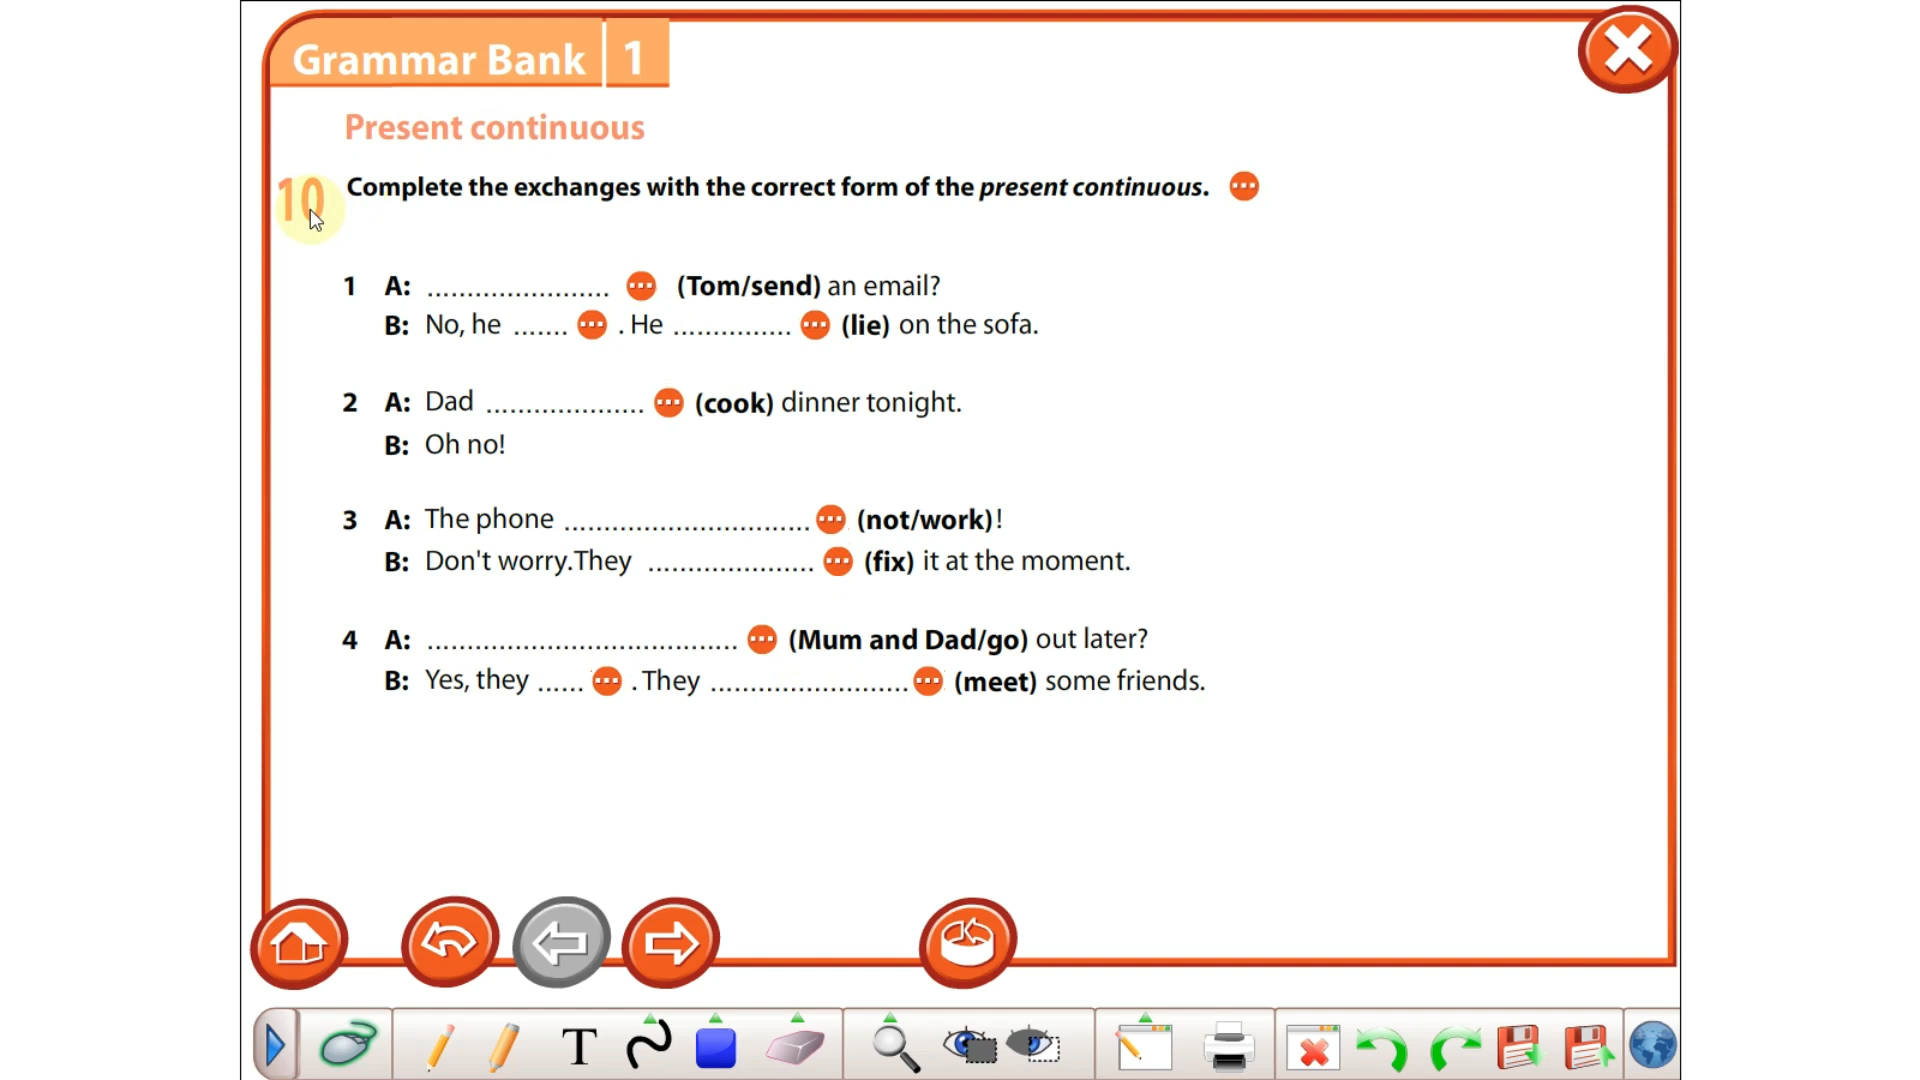 Grammar Bank 1
Present continuous
10 Complete the exchanges with the correct form of the present continuous.
1 A: ....................... (Tom/send) an email?
B: No, he ....... . He ............... (lie) on the sofa.
2 A: Dad .................... (cook) dinner tonight.
B: Oh no!
3 A: The phone ............................... (not/work)!
B: Don't worry.They ..................... (fix) it at the moment.
4 A: ....................................... (Mum and Dad/go) out later?
B: Yes, they ...... . They ......................... (meet) some friends.
T